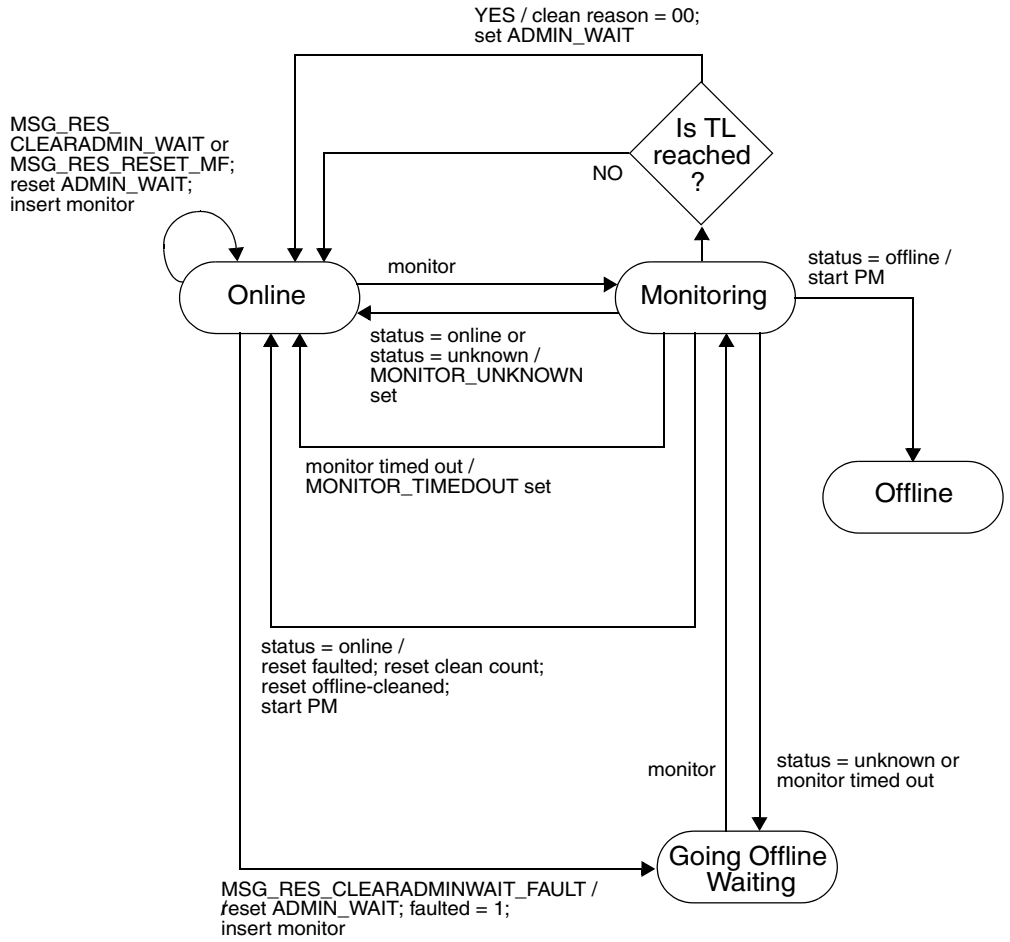 YES / clean reason = 00;
set ADMIN_WAIT
MSG_RES_
CLEARADMIN_WAIT or
MSG_RES_RESET_MF;
reset ADMIN_WAIT;
insert monitor
Is TL
reached
?
NO
status = offline /
start PM
Online
monitor
Monitoring
status = online or
status = unknown /
MONITOR_UNKNOWN
set
monitor timed out /
MONITOR_TIMEDOUT set
Offline
status = online /
reset faulted; reset clean count;
reset offline-cleaned;
start PM
monitor
status = unknown or
monitor timed out
Going Offline
Waiting
MSG_RES_CLEARADMINWAIT_FAULT /
/reset ADMIN_WAIT; faulted = 1;
insert monitor